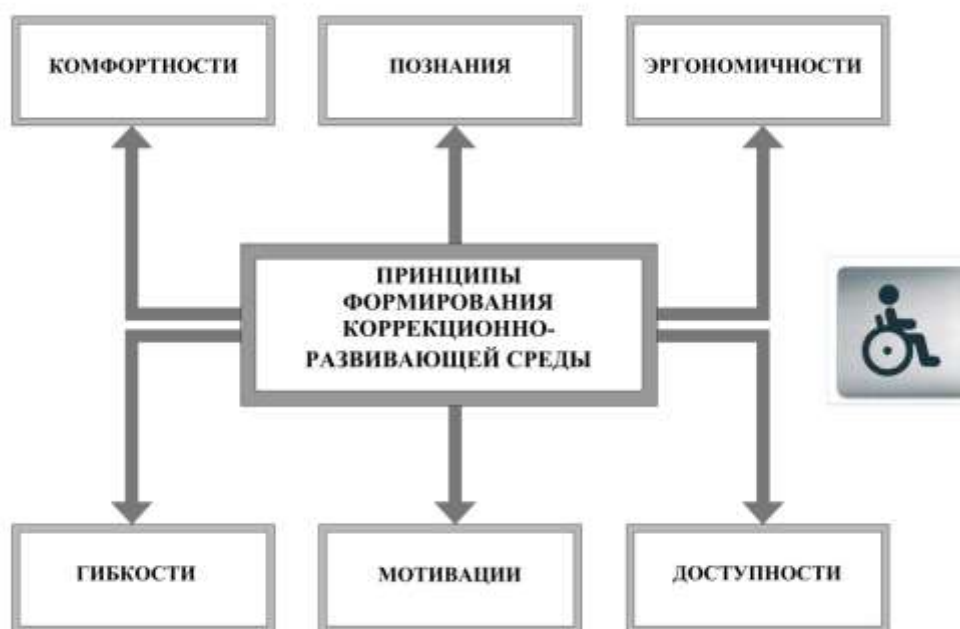 КОМФОРТНОСТИ
ПОЗНАНИЯ
ЭРГОНОМИЧНОСТИ
ПРИНЦИПЫ
ФОРМИРОВАНИЯ
КОРРЕКЦИОННО-
РАЗВИВАЮЩЕЙ СРЕДЫ
ГИБКОСТИ
МОТИВАЦИИ
ДОСТУПНОСТИ